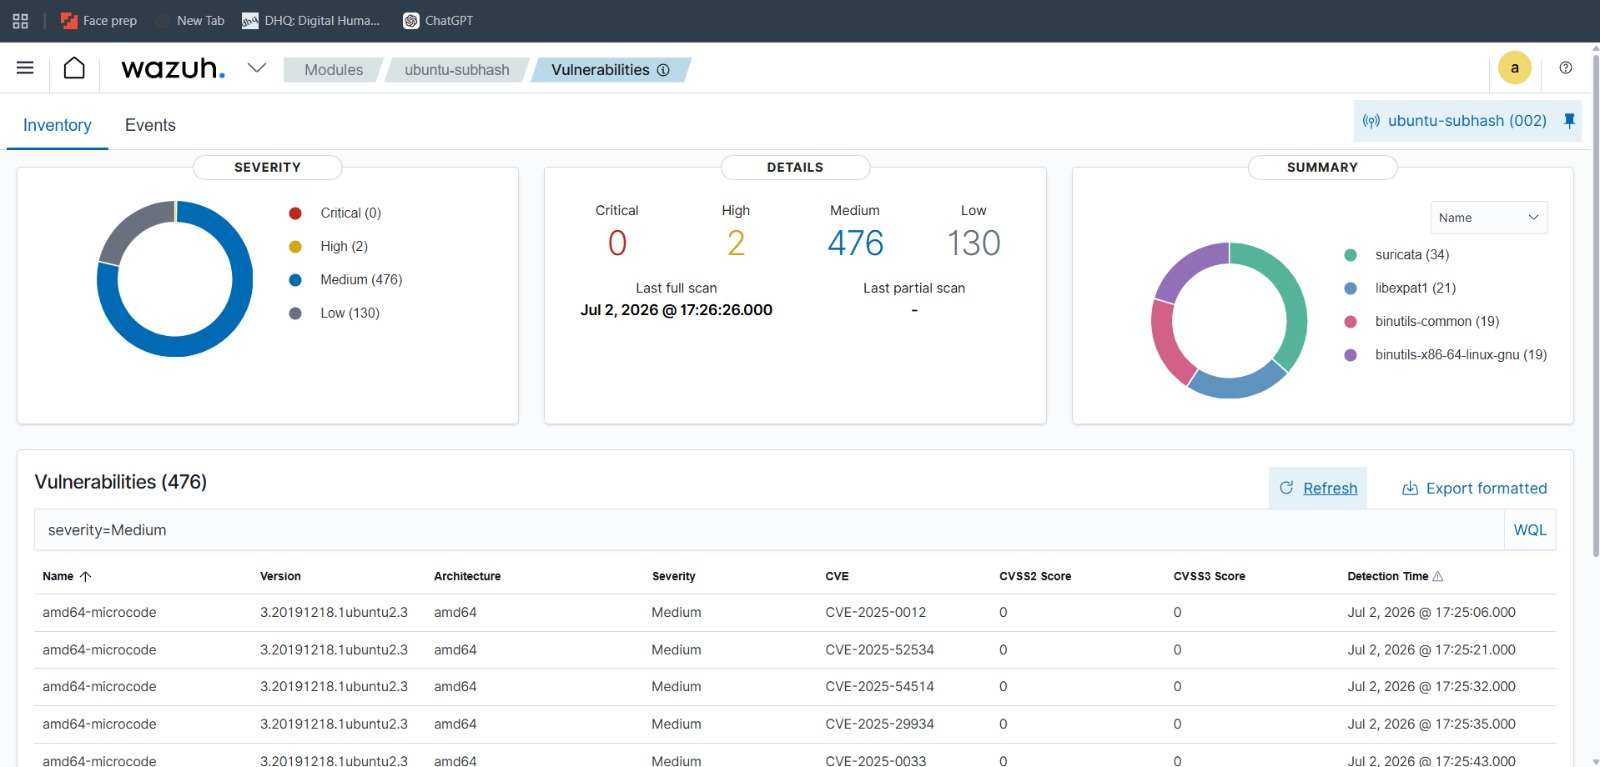 Face prep New Tab DHQ: Digital Huma... ChatGPT
wazuh. Modules ubuntu-subhash Vulnerabilities a
Inventory Events ubuntu-subhash (002)
SEVERITY
Critical (0)
High (2)
Medium (476)
Low (130)
DETAILS
Critical High Medium Low
0 2 476 130
Last full scan Last partial scan
Jul 2, 2026 @ 17:26:26.000 -
SUMMARY
Name
suricata (34)
libexpat1 (21)
binutils-common (19)
binutils-x86-64-linux-gnu (19)
Vulnerabilities (476) Refresh Export formatted
severity=Medium WQL
Name Version Architecture Severity CVE CVSS2 Score CVSS3 Score Detection Time
amd64-microcode 3.20191218.1ubuntu2.3 amd64 Medium CVE-2025-0012 0 0 Jul 2, 2026 @ 17:25:06.000
amd64-microcode 3.20191218.1ubuntu2.3 amd64 Medium CVE-2025-52534 0 0 Jul 2, 2026 @ 17:25:21.000
amd64-microcode 3.20191218.1ubuntu2.3 amd64 Medium CVE-2025-54514 0 0 Jul 2, 2026 @ 17:25:32.000
amd64-microcode 3.20191218.1ubuntu2.3 amd64 Medium CVE-2025-29934 0 0 Jul 2, 2026 @ 17:25:35.000
amd64-microcode 3.20191218.1ubuntu2.3 amd64 Medium CVE-2025-0033 0 0 Jul 2, 2026 @ 17:25:43.000